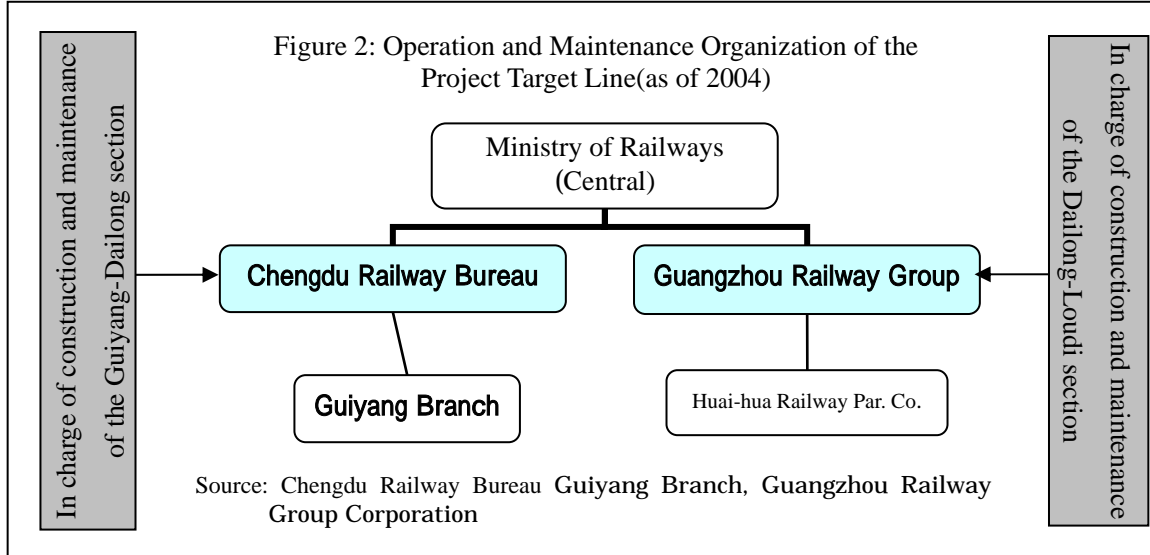 Figure 2: Operation and Maintenance Organization of the
Project Target Line(as of 2004)
In charge of construction and maintenance
of the Guiyang-Dailong section
Ministry of Railways
(Central)
Chengdu Railway Bureau
Guangzhou Railway Group
Guiyang Branch
Huai-hua Railway Par. Co.
In charge of construction and maintenance
of the Dailong-Loudi section
Source: Chengdu Railway Bureau Guiyang Branch, Guangzhou Railway
Group Corporation